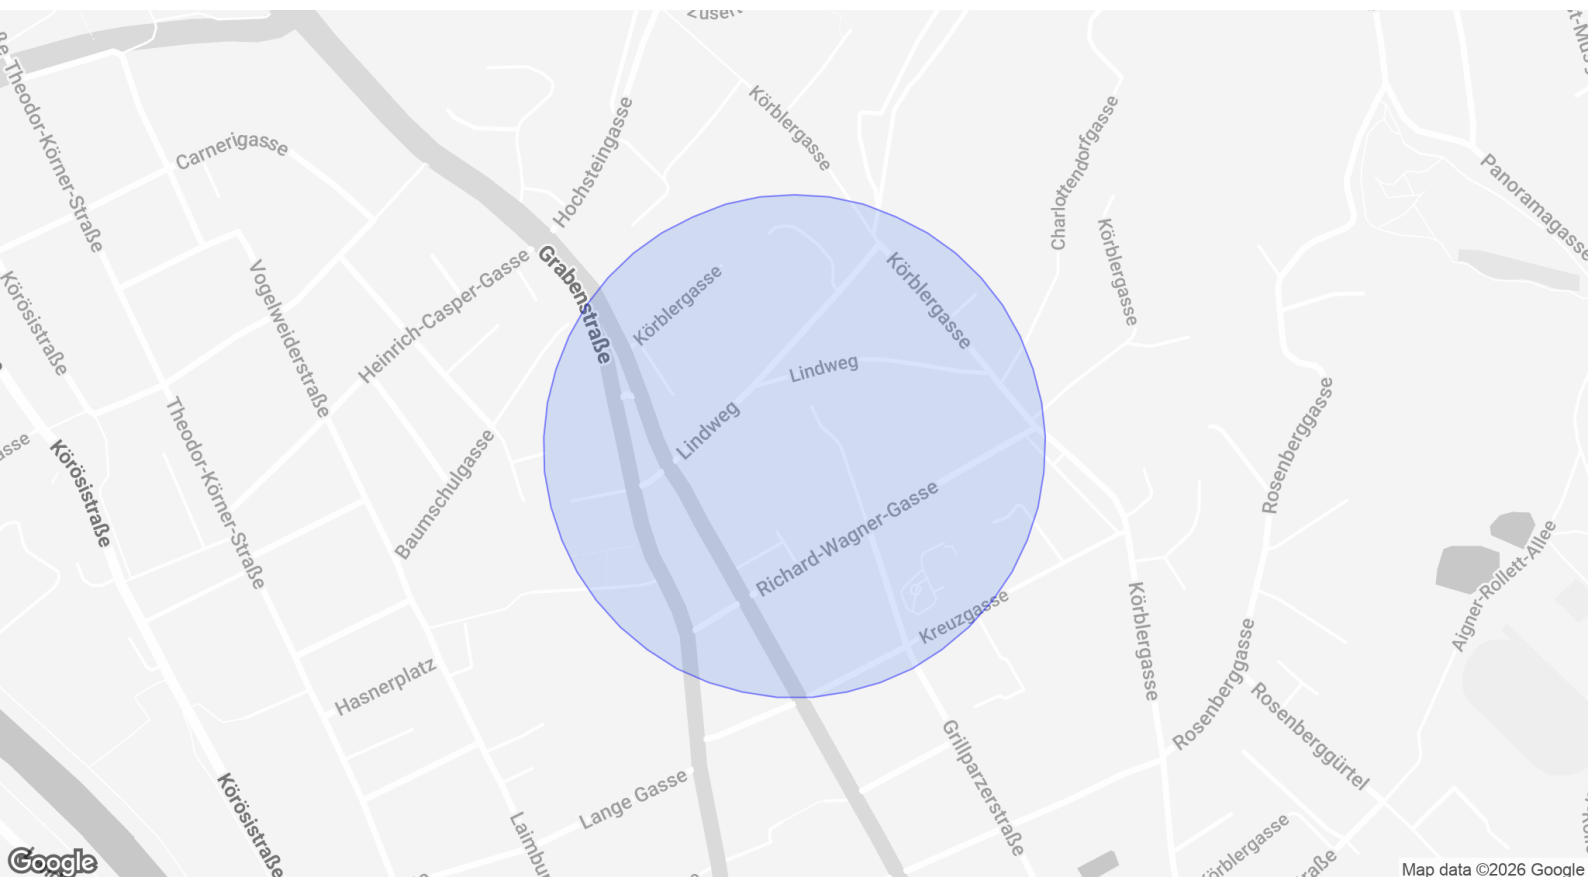 Körblergasse
Carnerigasse
Hochsteingasse
Theodor-Körner-Straße
Charlottendorfgasse
Panoramagasse
Körblergasse
Heinrich-Casper-Gasse
Grabenstraße
Körblergasse
Körblergasse
Körösistraße
Vogelweiderstraße
Lindweg
Lindweg
Rosenberggasse
Theodor-Körner-Straße
Baumschulgasse
Körösistraße
Richard-Wagner-Gasse
Aigner-Rollett-Allee
Kreuzgasse
Körblergasse
Rosenberggasse
Hasnerplatz
Rosenberggürtel
Grillparzerstraße
Lange Gasse
Körösistraße
Laimbur
Körblergasse
raße
Google
Map data ©2026 Google